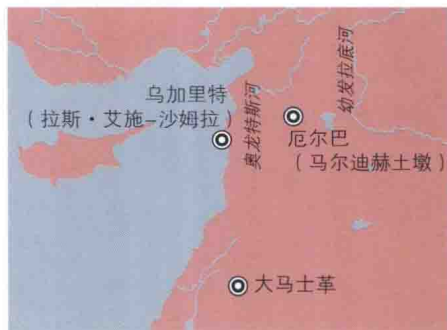 乌加里特
（拉斯·艾施-沙姆拉）
奥龙特斯河
幼发拉底河
厄尔巴
（马尔迪赫土墩）
大马士革